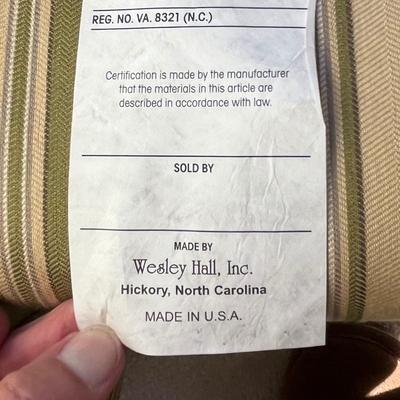 REG. NO. VA. 8321 (N.C.)
Certification is made by the manufacturer
that the materials in this article are
described in accordance with law.
SOLD BY
MADE BY
Wesley Hall, Inc.
Hickory, North Carolina
MADE IN U.S.A.